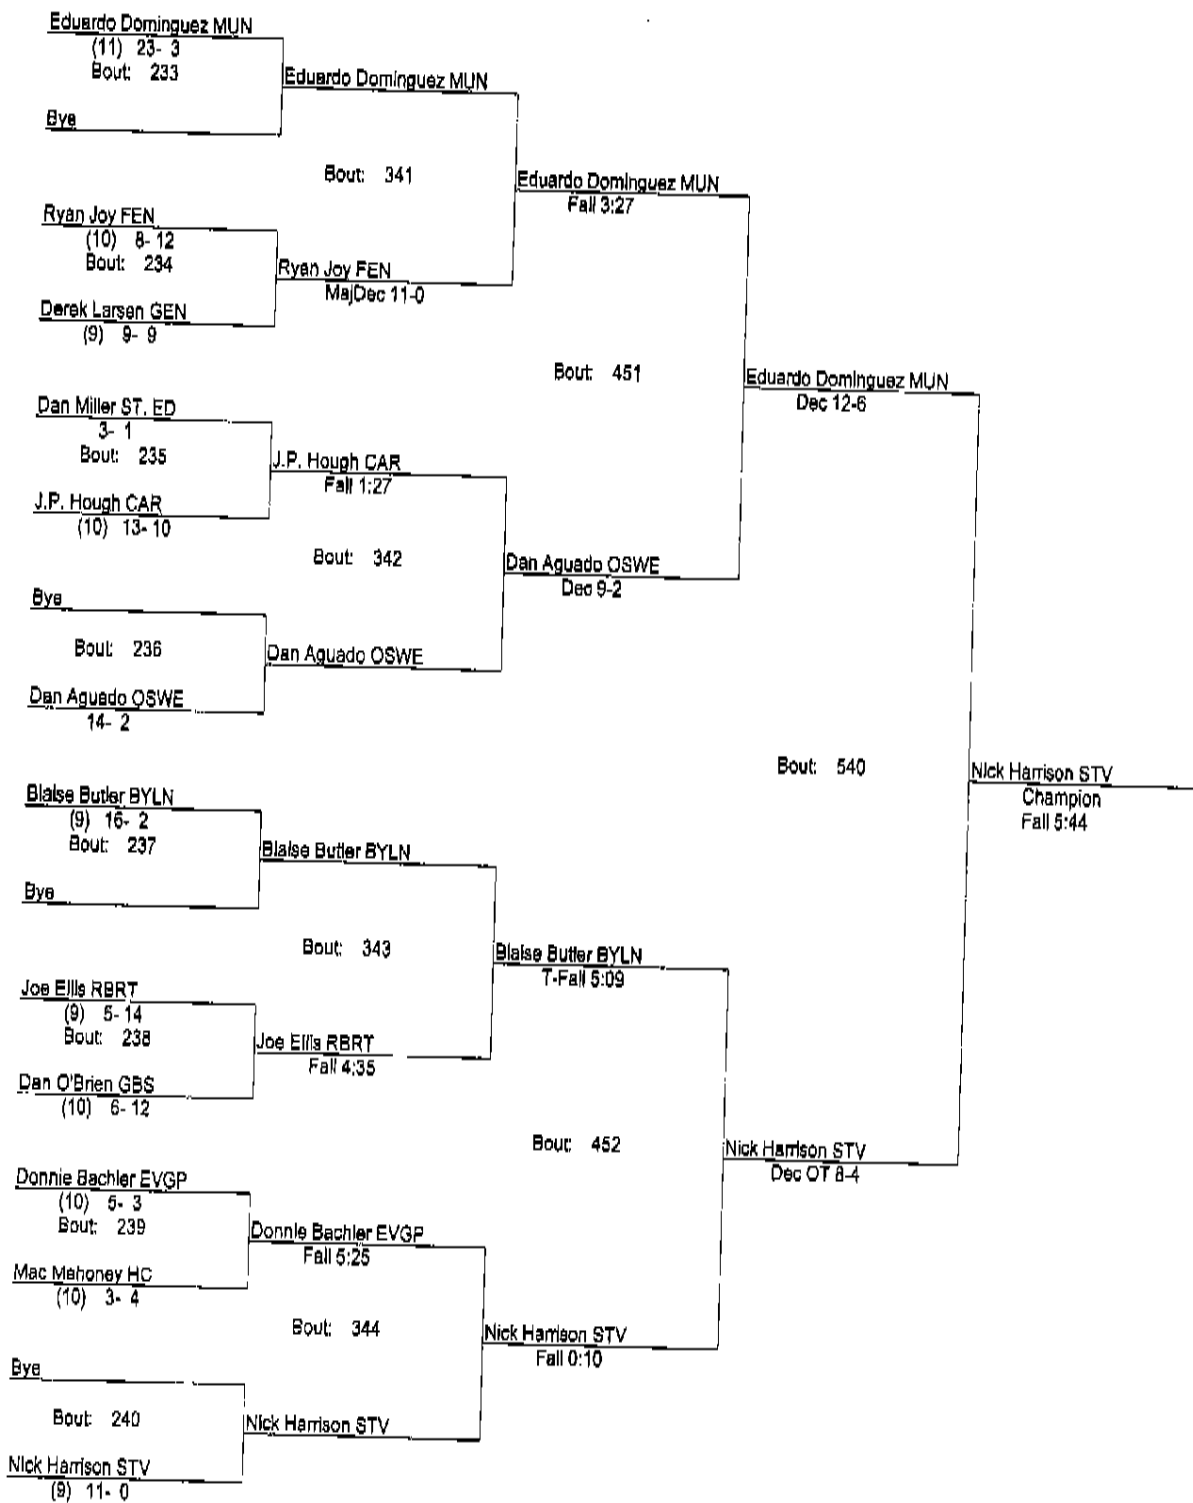 Eduardo Dominguez MUN
(11) 23- 3
Bout: 233
Eduardo Dominguez MUN
Bye
Bout: 341
Eduardo Dominguez MUN
Fall 3:27
Ryan Joy FEN
(10) 8- 12
Bout: 234
Ryan Joy FEN
MajDec 11-0
Derek Larsen GEN
(9) 9- 9
Bout: 451
Eduardo Dominguez MUN
Dec 12-6
Dan Miller ST. ED
3- 1
Bout: 235
J.P. Hough CAR
Fall 1:27
J.P. Hough CAR
(10) 13- 10
Bout: 342
Dan Aguado OSWE
Dec 9-2
Bye
Bout: 236
Dan Aguado OSWE
Dan Aguado OSWE
14- 2
Bout: 540
Nick Harrison STV
Champion
Fall 5:44
Blaise Butler BYLN
(9) 16- 2
Bout: 237
Blaise Butler BYLN
Bye
Bout: 343
Blaise Butler BYLN
T-Fall 5:09
Joe Ellis RBRT
(9) 5- 14
Bout: 238
Joe Ellis RBRT
Fall 4:35
Dan O'Brien GBS
(10) 6- 12
Bout: 452
Nick Harrison STV
Dec OT 8-4
Donnie Bachler EVGP
(10) 5- 3
Bout: 239
Donnie Bachler EVGP
Fall 5:25
Mac Mahoney HC
(10) 3- 4
Bout: 344
Nick Harrison STV
Fall 0:10
Bye
Bout: 240
Nick Harrison STV
Nick Harrison STV
(9) 11- 0